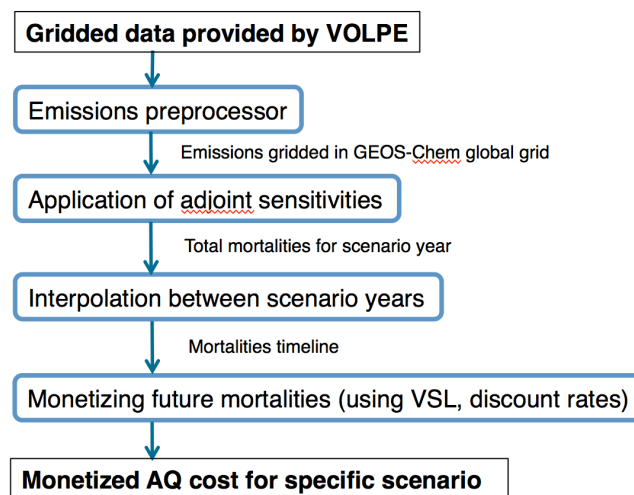 Gridded data provided by VOLPE
Emissions preprocessor
Emissions gridded in GEOS-Chem global grid
Application of adjoint sensitivities
Total mortalities for scenario year
Interpolation between scenario years
Mortalities timeline
Monetizing future mortalities (using VSL, discount rates)
Monetized AQ cost for specific scenario